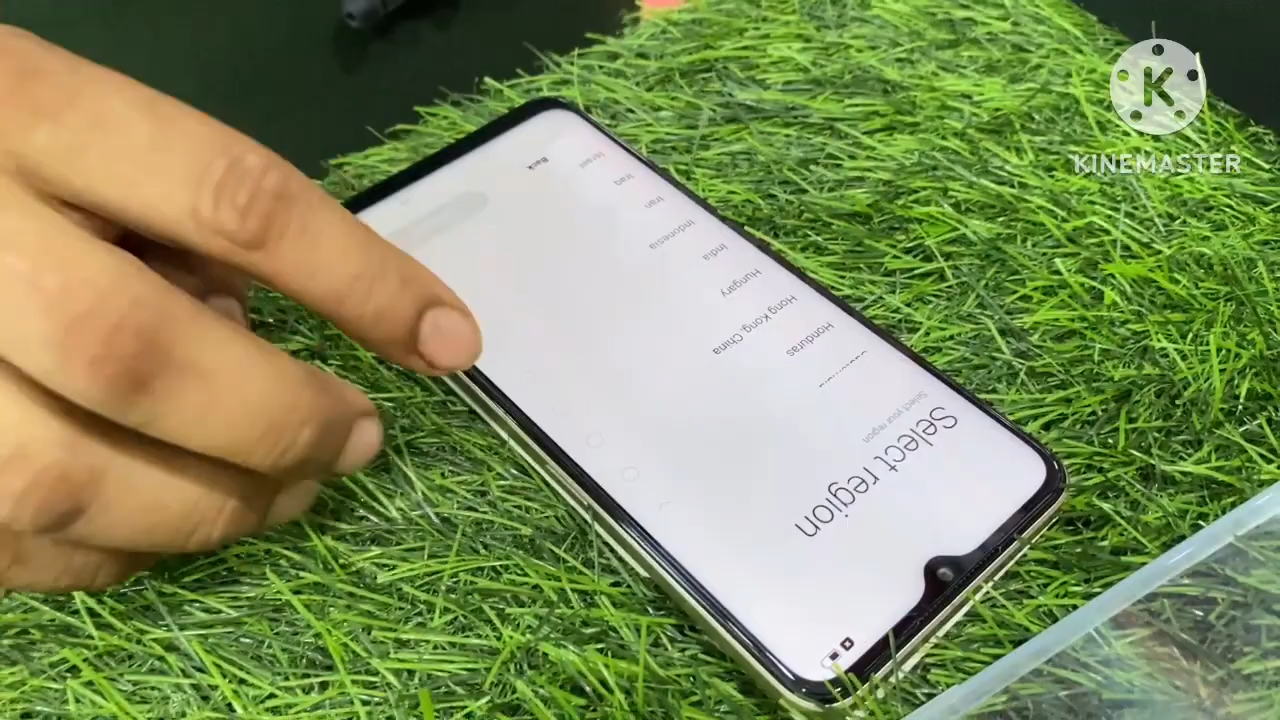 KINEMASTER
K
Select region
Select your region
Honduras
Hong Kong, China
Hungary
India
Indonesia
Iran
Iraq
Israel
Back